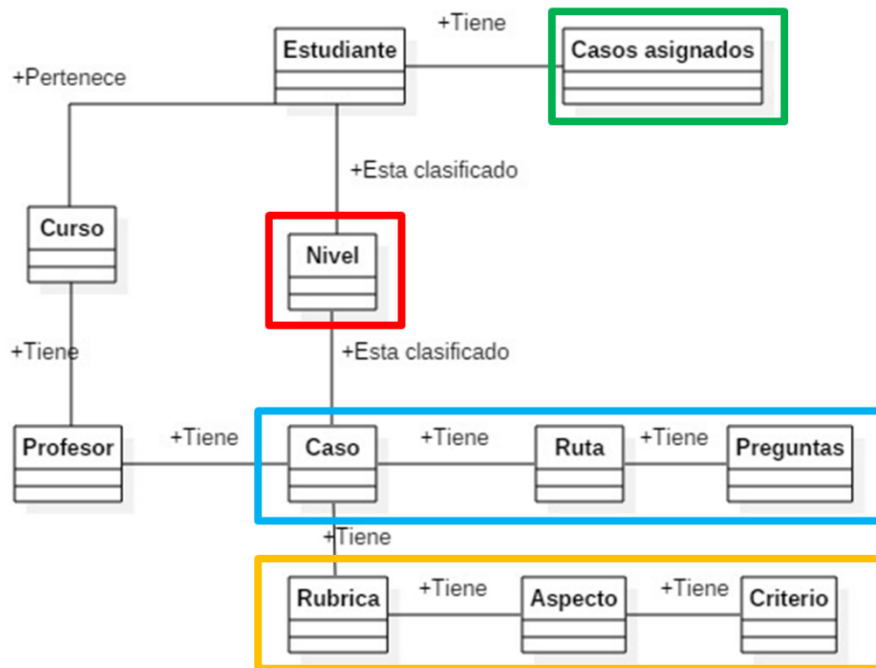 +Tiene
Estudiante
Casos asignados
+Pertenece
+Esta clasificado
Curso
Nivel
+Tiene
+Esta clasificado
Profesor
+Tiene
Caso
+Tiene
Ruta
+Tiene
Preguntas
+Tiene
Rubrica
+Tiene
Aspecto
+Tiene
Criterio